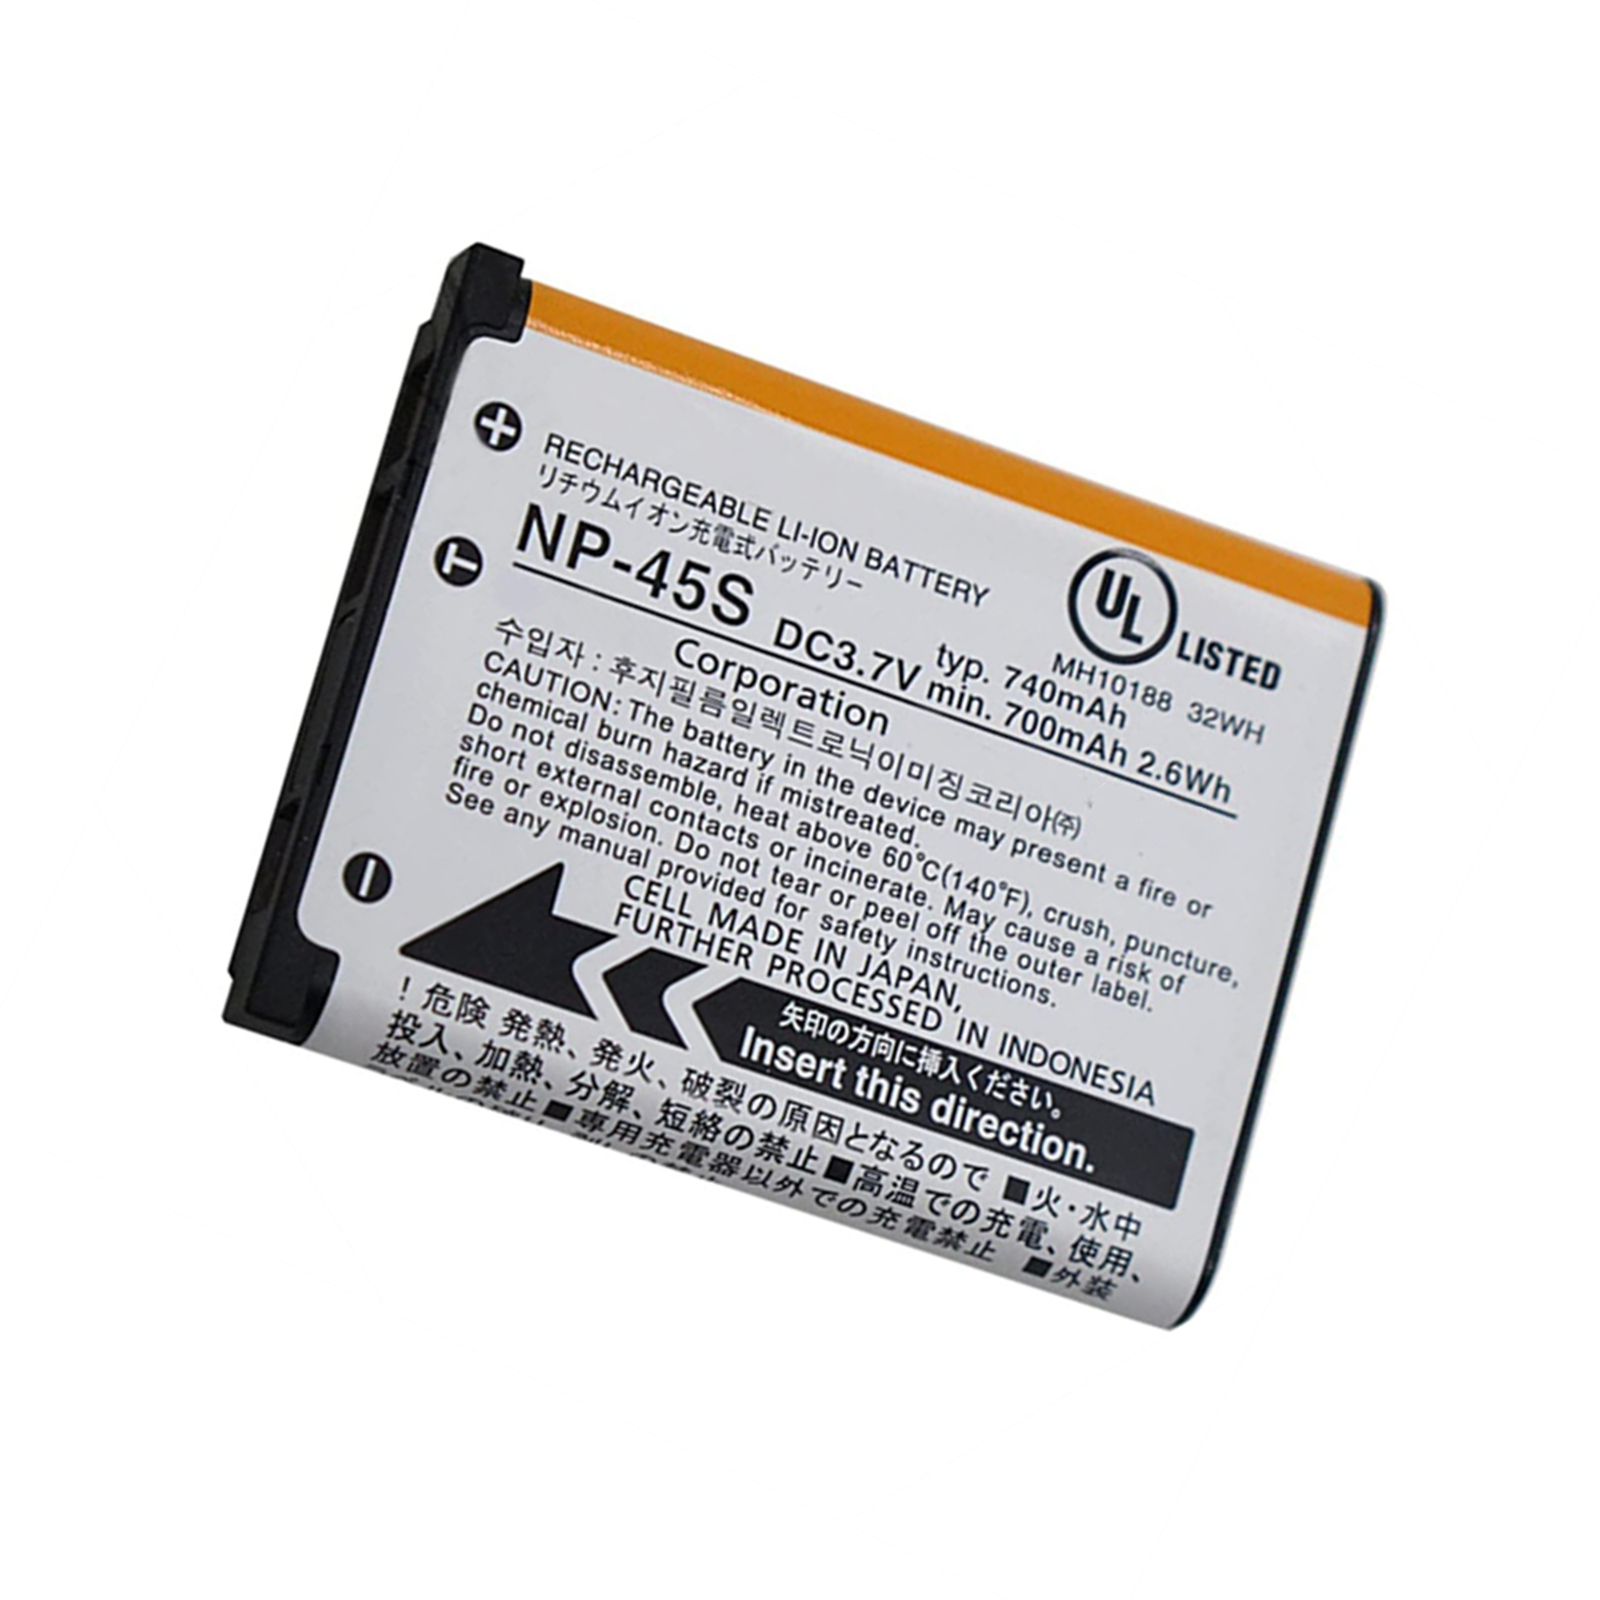 RECHARGEABLE LI-ION BATTERY
リチウムイオン充電式バッテリー
UL LISTED
MH10188 32WH
NP-45S DC3.7V typ. 740mAh
min. 700mAh 2.6Wh
Corporation
수입자 : 후지필름일렉트로닉이미징코리아㈜
CAUTION: The battery in the device may present a fire or
chemical burn hazard if mistreated.
Do not disassemble, heat above 60℃(140℉), crush, puncture,
short external contacts or incinerate. May cause a risk of
fire or explosion. Do not tear or peel off the outer label.
See any manual provided for safety instructions.
CELL MADE IN JAPAN,
FURTHER PROCESSED IN INDONESIA
矢印の方向に挿入ください。
Insert this direction.
！危険 発熱、発火、破裂の原因となるので ■火・水中
投入、加熱、分解、短絡の禁止 ■高温での充電、使用、
放置の禁止 ■専用充電器以外での充電禁止 ■外装